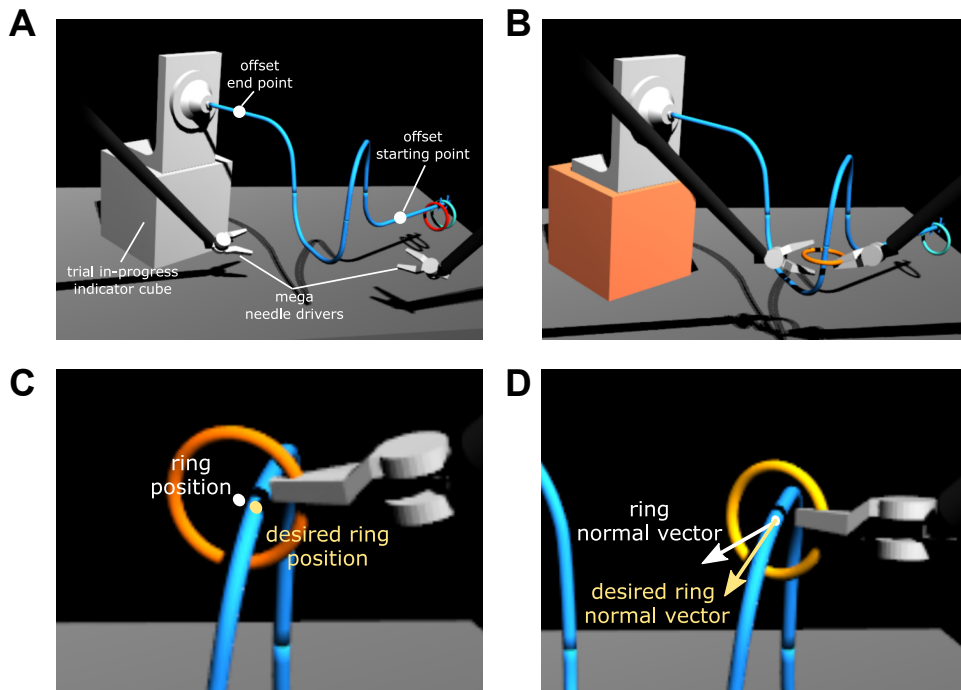 A
offset
end point
offset
starting point
trial in-progress
indicator cube
mega
needle drivers
B
C
ring
position
desired ring
position
D
ring
normal vector
desired ring
normal vector